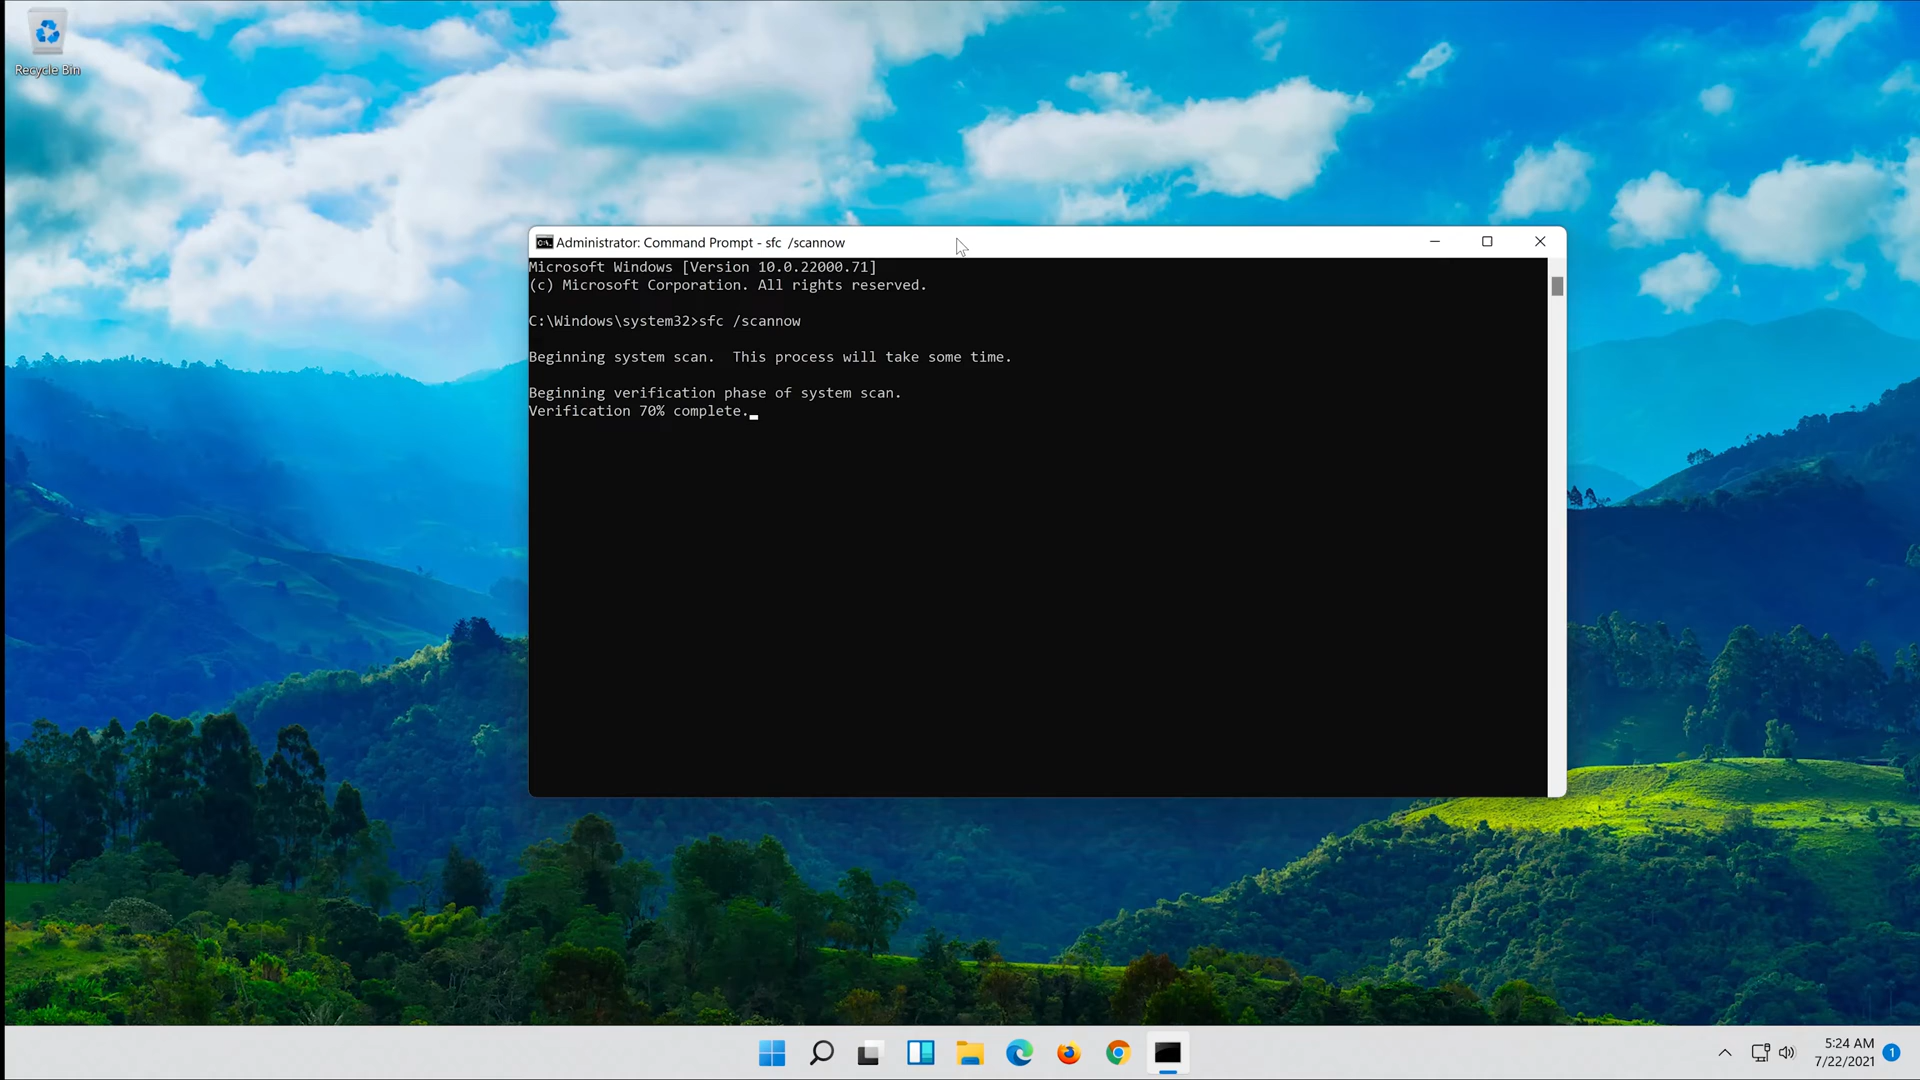 Recycle Bin
Administrator: Command Prompt - sfc  /scannow
Microsoft Windows [Version 10.0.22000.71]
(c) Microsoft Corporation. All rights reserved.
C:\Windows\system32>sfc /scannow
Beginning system scan.  This process will take some time.
Beginning verification phase of system scan.
Verification 70% complete.
5:24 AM
7/22/2021
1